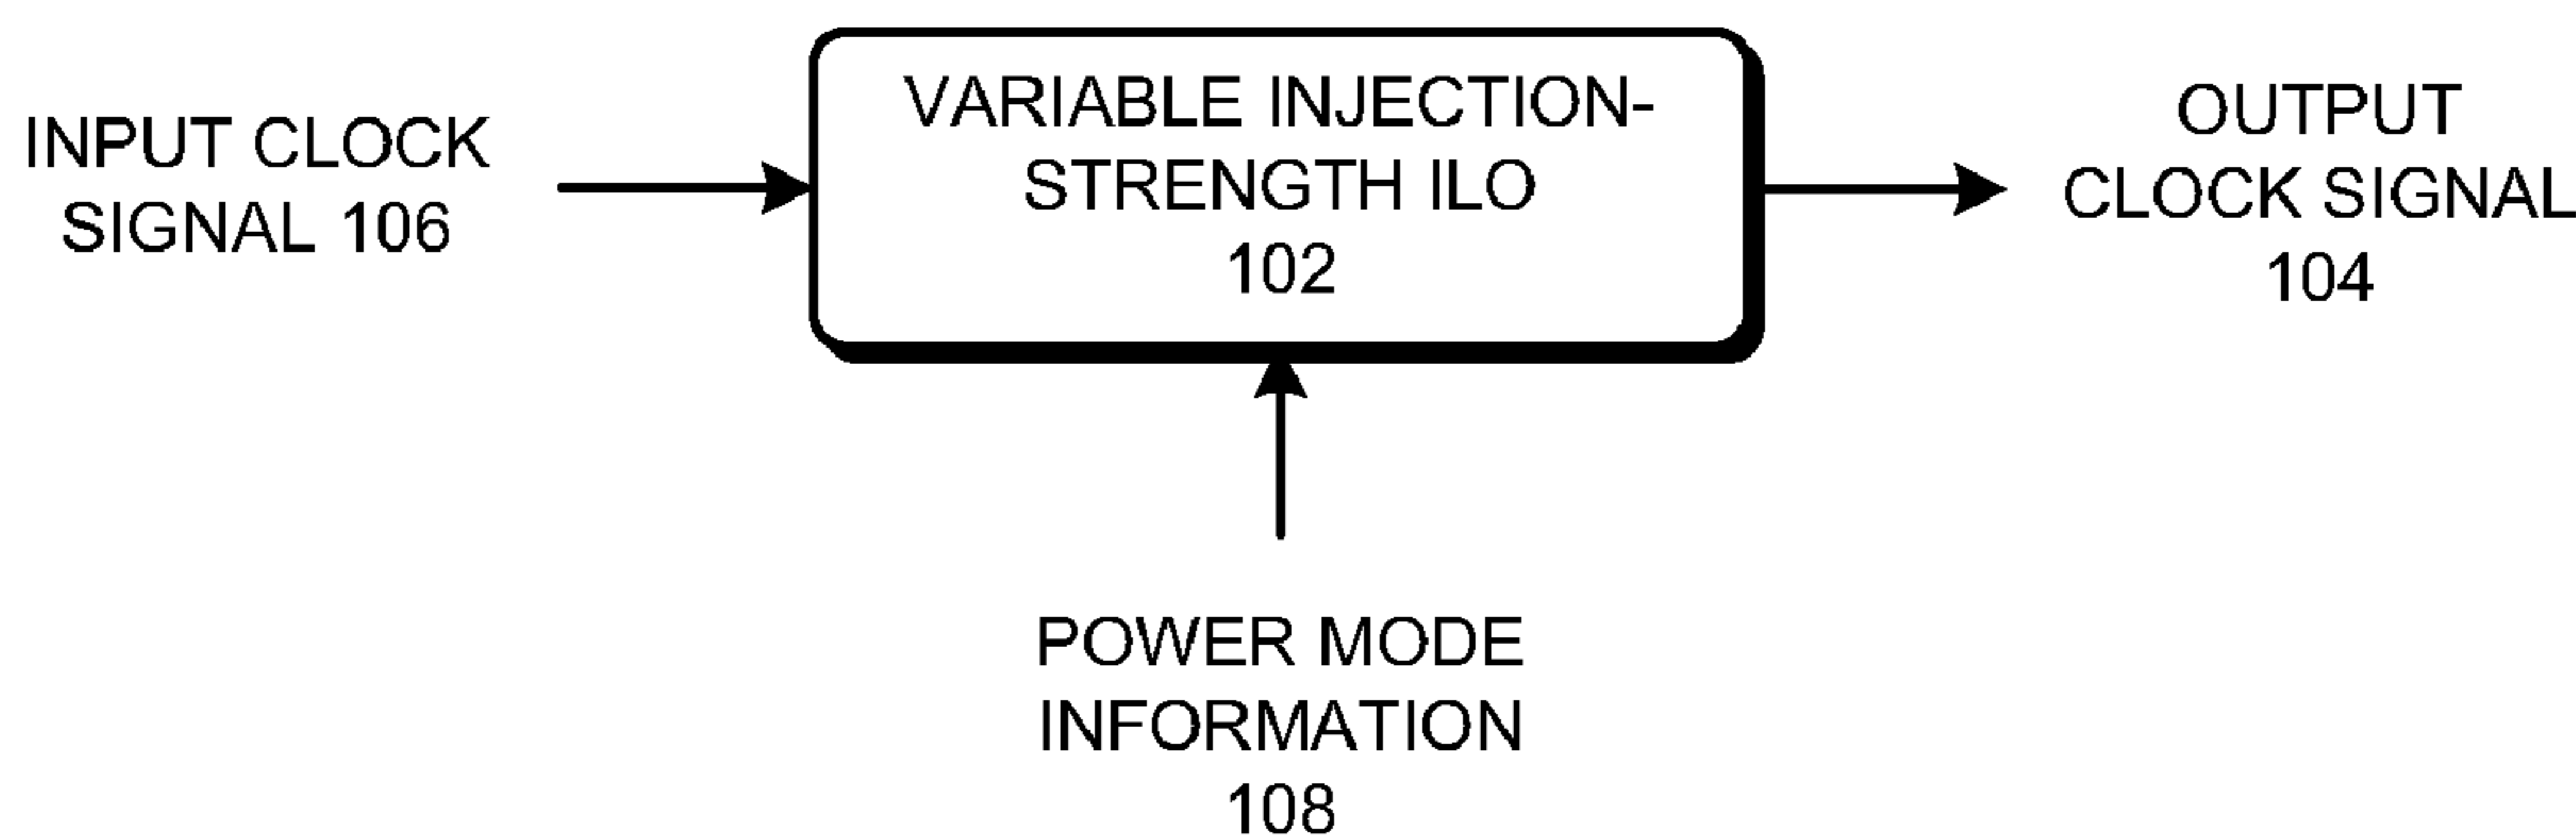 INPUT CLOCK
SIGNAL 106
VARIABLE INJECTION-
STRENGTH ILO
102
OUTPUT
CLOCK SIGNAL
104
POWER MODE
INFORMATION
108